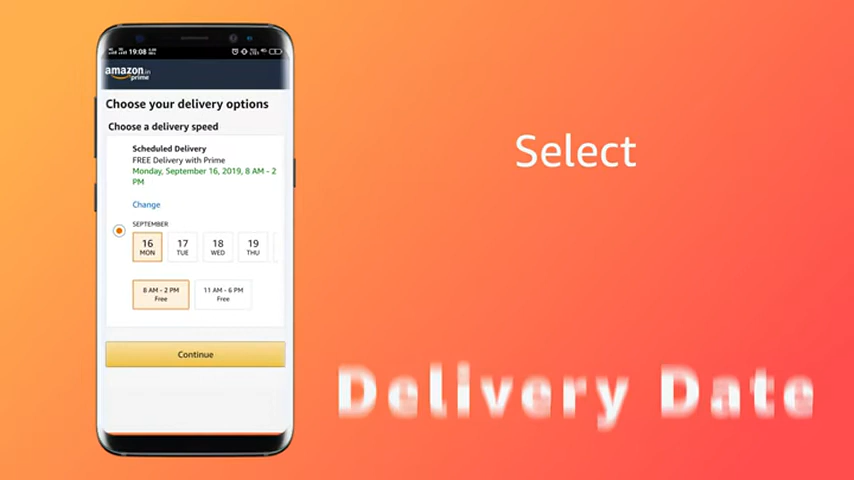 19:08
amazon.in
prime
Choose your delivery options
Choose a delivery speed
Scheduled Delivery
FREE Delivery with Prime
Monday, September 16, 2019, 8 AM - 2
PM
Change
SEPTEMBER
16 17 18 19
MON TUE WED THU
8 AM - 2 PM 11 AM - 6 PM
Free Free
Continue
Select
Delivery Date